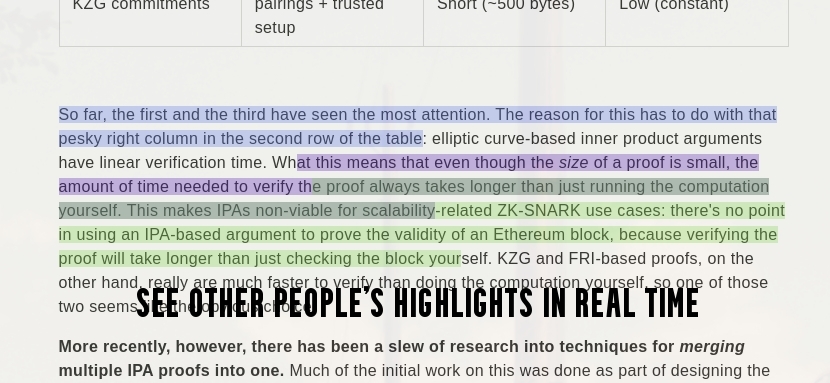 KZG commitments
pairings + trusted
setup
Short (~500 bytes)
Low (constant)
So far, the first and the third have seen the most attention. The reason for this has to do with that
pesky right column in the second row of the table: elliptic curve-based inner product arguments
have linear verification time. What this means that even though the size of a proof is small, the
amount of time needed to verify the proof always takes longer than just running the computation
yourself. This makes IPAs non-viable for scalability-related ZK-SNARK use cases: there's no point
in using an IPA-based argument to prove the validity of an Ethereum block, because verifying the
proof will take longer than just checking the block yourself. KZG and FRI-based proofs, on the
other hand, really are much faster to verify than doing the computation yourself, so one of those
two seems like the obvious choice.
SEE OTHER PEOPLE'S HIGHLIGHTS IN REAL TIME
More recently, however, there has been a slew of research into techniques for merging
multiple IPA proofs into one. Much of the initial work on this was done as part of designing the